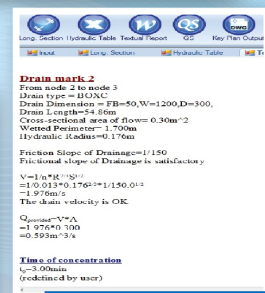 Long. Section Hydraulic Table Textual Report QS Key Plan Output
Input Long. Section Hydraulic Table
Drain mark 2
From node 2 to node 3
Drain type = BOXC
Drain Dimension = FB=50,W=1200,D=300,
Drain Length=54.86m
Cross-sectional area of flow= 0.30m^2
Wetted Perimeter= 1.700m
Hydraulic Radius=0.176m
Friction Slope of Drainage=1/150
Frictional slope of Drainage is satisfactory
V=1/n*R^2/3*S^1/2
=1/0.013*0.176^2/3*1/150.0^1/2
=1.976m/s
The drain velocity is OK
Qprovided=V*A
=1.976*0.300
=0.593m^3/s
Time of concentration
=3.00min
(redefined by user)